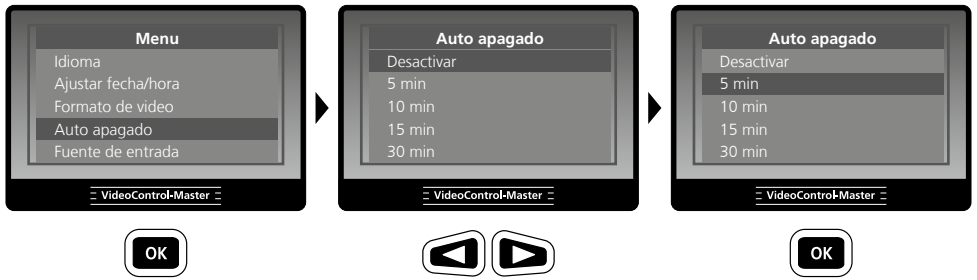 Menu
Idioma
Ajustar fecha/hora
Formato de video
Auto apagado
Fuente de entrada
VideoControl-Master
OK
Auto apagado
Desactivar
5 min
10 min
15 min
30 min
VideoControl-Master
Auto apagado
Desactivar
5 min
10 min
15 min
30 min
VideoControl-Master
OK